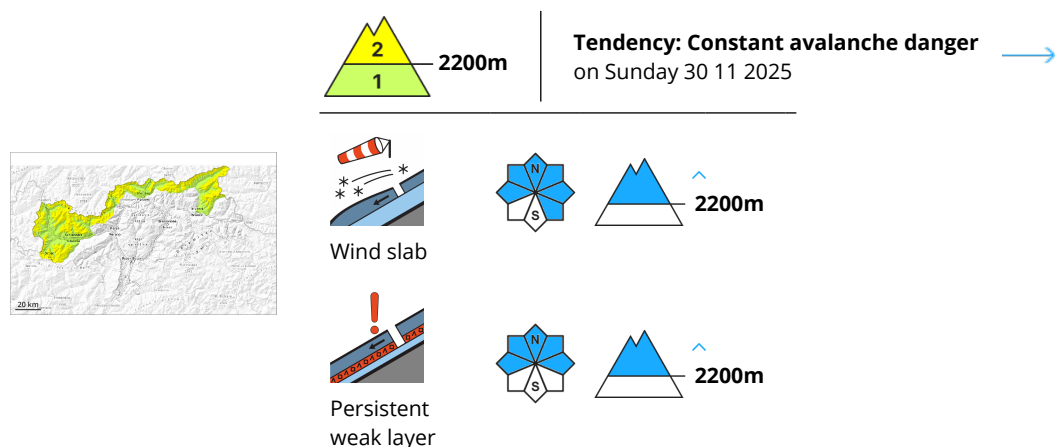 2
1
2200m
Tendency: Constant avalanche danger
on Sunday 30 11 2025
20 km
N
S
2200m
Wind slab
N
S
2200m
Persistent
weak layer